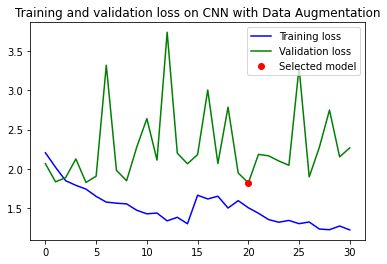 Training and validation loss on CNN with Data Augmentation
Training loss
Validation loss
Selected model
3.5
3.0
2.5
2.0
1.5
0 5 10 15 20 25 30